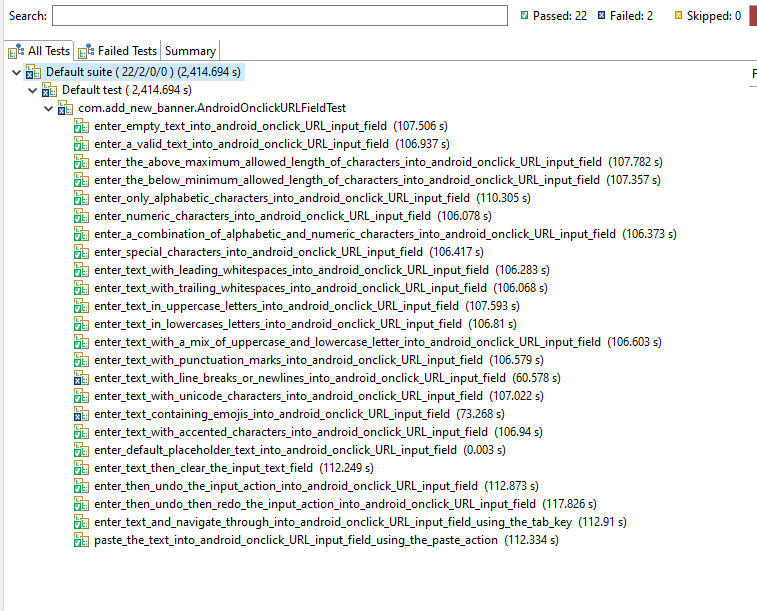 Search: Passed: 22 Failed: 2 Skipped: 0
All Tests Failed Tests Summary
Default suite ( 22/2/0/0 ) (2,414.694 s)
Default test ( 2,414.694 s)
com.add_new_banner.AndroidOnclickURLFieldTest
enter_empty_text_into_android_onclick_URL_input_field (107.506 s)
enter_a_valid_text_into_android_onclick_URL_input_field (106.937 s)
enter_the_above_maximum_allowed_length_of_characters_into_android_onclick_URL_input_field (107.782 s)
enter_the_below_minimum_allowed_length_of_characters_into_android_onclick_URL_input_field (107.357 s)
enter_only_alphabetic_characters_into_android_onclick_URL_input_field (110.305 s)
enter_numeric_characters_into_android_onclick_URL_input_field (106.078 s)
enter_a_combination_of_alphabetic_and_numeric_characters_into_android_onclick_URL_input_field (106.373 s)
enter_special_characters_into_android_onclick_URL_input_field (106.417 s)
enter_text_with_leading_whitespaces_into_android_onclick_URL_input_field (106.283 s)
enter_text_with_trailing_whitespaces_into_android_onclick_URL_input_field (106.068 s)
enter_text_in_uppercase_letters_into_android_onclick_URL_input_field (107.593 s)
enter_text_in_lowercases_letters_into_android_onclick_URL_input_field (106.81 s)
enter_text_with_a_mix_of_uppercase_and_lowercase_letter_into_android_onclick_URL_input_field (106.603 s)
enter_text_with_punctuation_marks_into_android_onclick_URL_input_field (106.579 s)
enter_text_with_line_breaks_or_newlines_into_android_onclick_URL_input_field (60.578 s)
enter_text_with_unicode_characters_into_android_onclick_URL_input_field (107.022 s)
enter_text_containing_emojis_into_android_onclick_URL_input_field (73.268 s)
enter_text_with_accented_characters_into_android_onclick_URL_input_field (106.94 s)
enter_default_placeholder_text_into_android_onclick_URL_input_field (0.003 s)
enter_text_then_clear_the_input_text_field (112.249 s)
enter_then_undo_the_input_action_into_android_onclick_URL_input_field (112.873 s)
enter_then_undo_then_redo_the_input_action_into_android_onclick_URL_input_field (117.826 s)
enter_text_and_navigate_through_into_android_onclick_URL_input_field_using_the_tab_key (112.91 s)
paste_the_text_into_android_onclick_URL_input_field_using_the_paste_action (112.334 s)